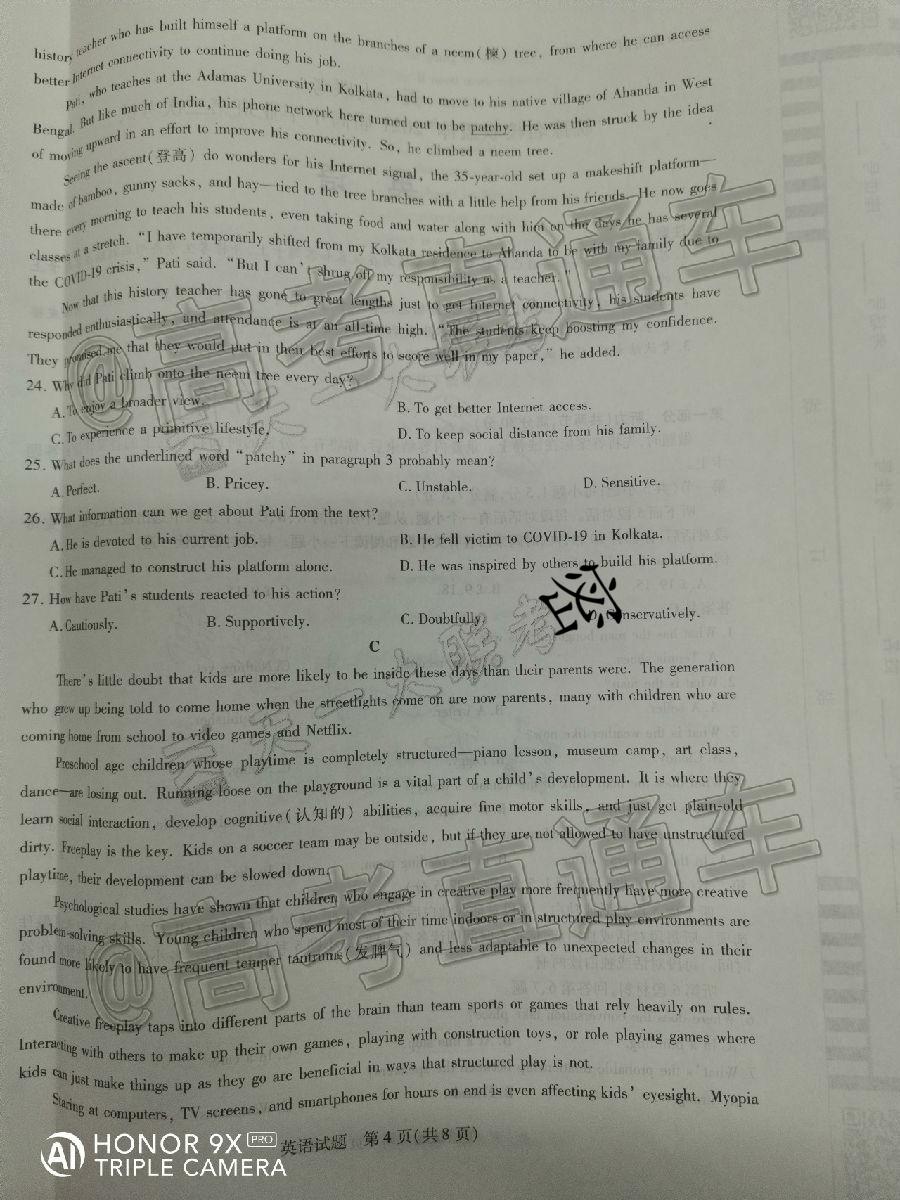 history teacher who has built himself a platform on the branches of a neem(楝) tree, from where he can access
better Internet connectivity to continue doing his job.
Pati, who teaches at the Adamas University in Kolkata, had to move to his native village of Ahanda in West
Bengal. But like much of India, his phone network here turned out to be patchy. He was then struck by the idea
of moving upward in an effort to improve his connectivity. So, he climbed a neem tree.
Seeing the ascent(登高) do wonders for his Internet signal, the 35-year-old set up a makeshift platform—
made of bamboo, gunny sacks, and hay—tied to the tree branches with a little help from his friends. He now goes
there every morning to teach his students, even taking food and water along with him on the days he has several
classes at a stretch. “I have temporarily shifted from my Kolkata residence to Ahanda to be with my family due to
the COVID-19 crisis,” Pati said. “But I can't shrug off my responsibility as a teacher.”
Now that this history teacher has gone to great lengths just to get Internet connectivity, his students have
responded enthusiastically, and attendance is at an all-time high. “The students keep boosting my confidence.
They promised me that they would put in their best efforts to score well in my paper,” he added.
24. Why did Pati climb onto the neem tree every day?
A. To enjoy a broader view. B. To get better Internet access.
C. To experience a primitive lifestyle. D. To keep social distance from his family.
25. What does the underlined word “patchy” in paragraph 3 probably mean?
A. Perfect. B. Pricey. C. Unstable. D. Sensitive.
26. What information can we get about Pati from the text?
A. He is devoted to his current job. B. He fell victim to COVID-19 in Kolkata.
C. He managed to construct his platform alone. D. He was inspired by others to build his platform.
27. How have Pati's students reacted to his action?
A. Cautiously. B. Supportively. C. Doubtfully. D. Conservatively.
密
C
There's little doubt that kids are more likely to be inside these days than their parents were. The generation
who grew up being told to come home when the streetlights come on are now parents, many with children who are
coming home from school to video games and Netflix.
Preschool age children whose playtime is completely structured—piano lesson, museum camp, art class,
dance—are losing out. Running loose on the playground is a vital part of a child's development. It is where they
learn social interaction, develop cognitive(认知的) abilities, acquire fine motor skills, and just get plain-old
dirty. Freeplay is the key. Kids on a soccer team may be outside, but if they are not allowed to have unstructured
playtime, their development can be slowed down.
Psychological studies have shown that children who engage in creative play more frequently have more creative
problem-solving skills. Young children who spend most of their time indoors or in structured play environments are
found more likely to have frequent temper tantrums(发脾气) and less adaptable to unexpected changes in their
environment.
Creative freeplay taps into different parts of the brain than team sports or games that rely heavily on rules.
Interacting with others to make up their own games, playing with construction toys, or role playing games where
kids can just make things up as they go are beneficial in ways that structured play is not.
Staring at computers, TV screens, and smartphones for hours on end is even affecting kids' eyesight. Myopia
英语试题 第4页(共8页)
@高考直通车
天一大联考
@高考直通车
天一大联考
HONOR 9X PRO
TRIPLE CAMERA